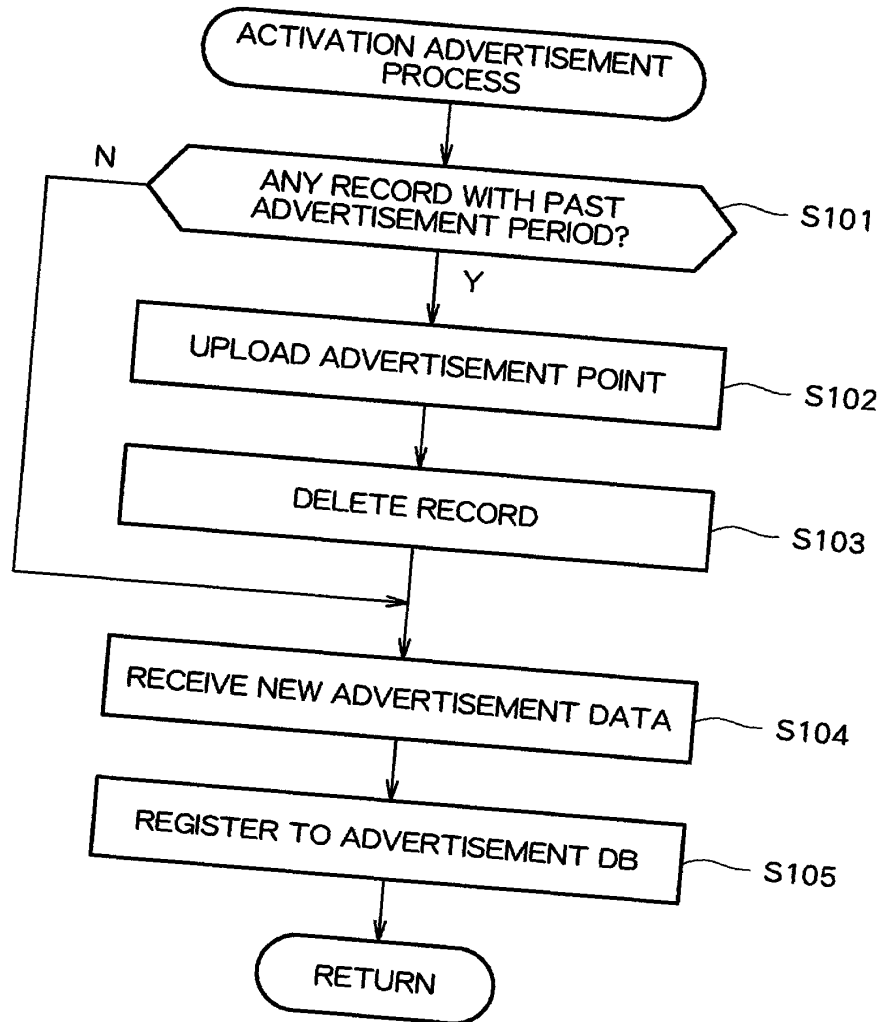 ACTIVATION ADVERTISEMENT
PROCESS
N
ANY RECORD WITH PAST
ADVERTISEMENT PERIOD?
S101
Y
UPLOAD ADVERTISEMENT POINT
S102
DELETE RECORD
S103
RECEIVE NEW ADVERTISEMENT DATA
S104
REGISTER TO ADVERTISEMENT DB
S105
RETURN